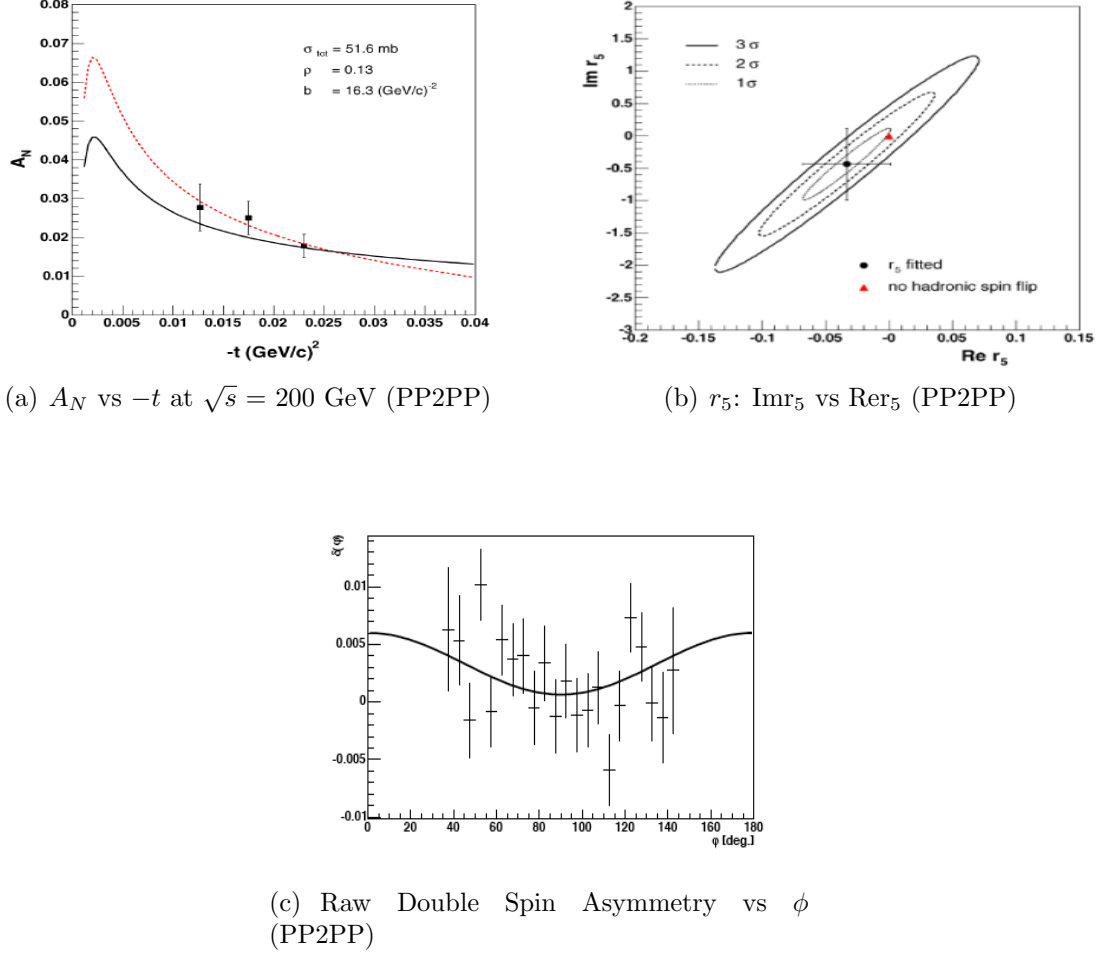 0.08
0.07
0.06
0.05
0.04
0.03
0.02
0.01
0
A_N
σ_tot = 51.6 mb
ρ = 0.13
b = 16.3 (GeV/c)^-2
0 0.005 0.01 0.015 0.02 0.025 0.03 0.035 0.04
-t (GeV/c)^2
(a) A_N vs −t at √s = 200 GeV (PP2PP)
2
1.5
1
0.5
0
-0.5
-1
-1.5
-2
-2.5
-3
Im r_5
3 σ
2 σ
1 σ
r_5 fitted
no hadronic spin flip
-0.2 -0.15 -0.1 -0.05 -0 0.05 0.1 0.15
Re r_5
(b) r_5: Imr_5 vs Rer_5 (PP2PP)
δ(φ)
0.01
0.005
0
-0.005
-0.01
0 20 40 60 80 100 120 140 160 180
φ [deg.]
(c) Raw Double Spin Asymmetry vs ϕ
(PP2PP)